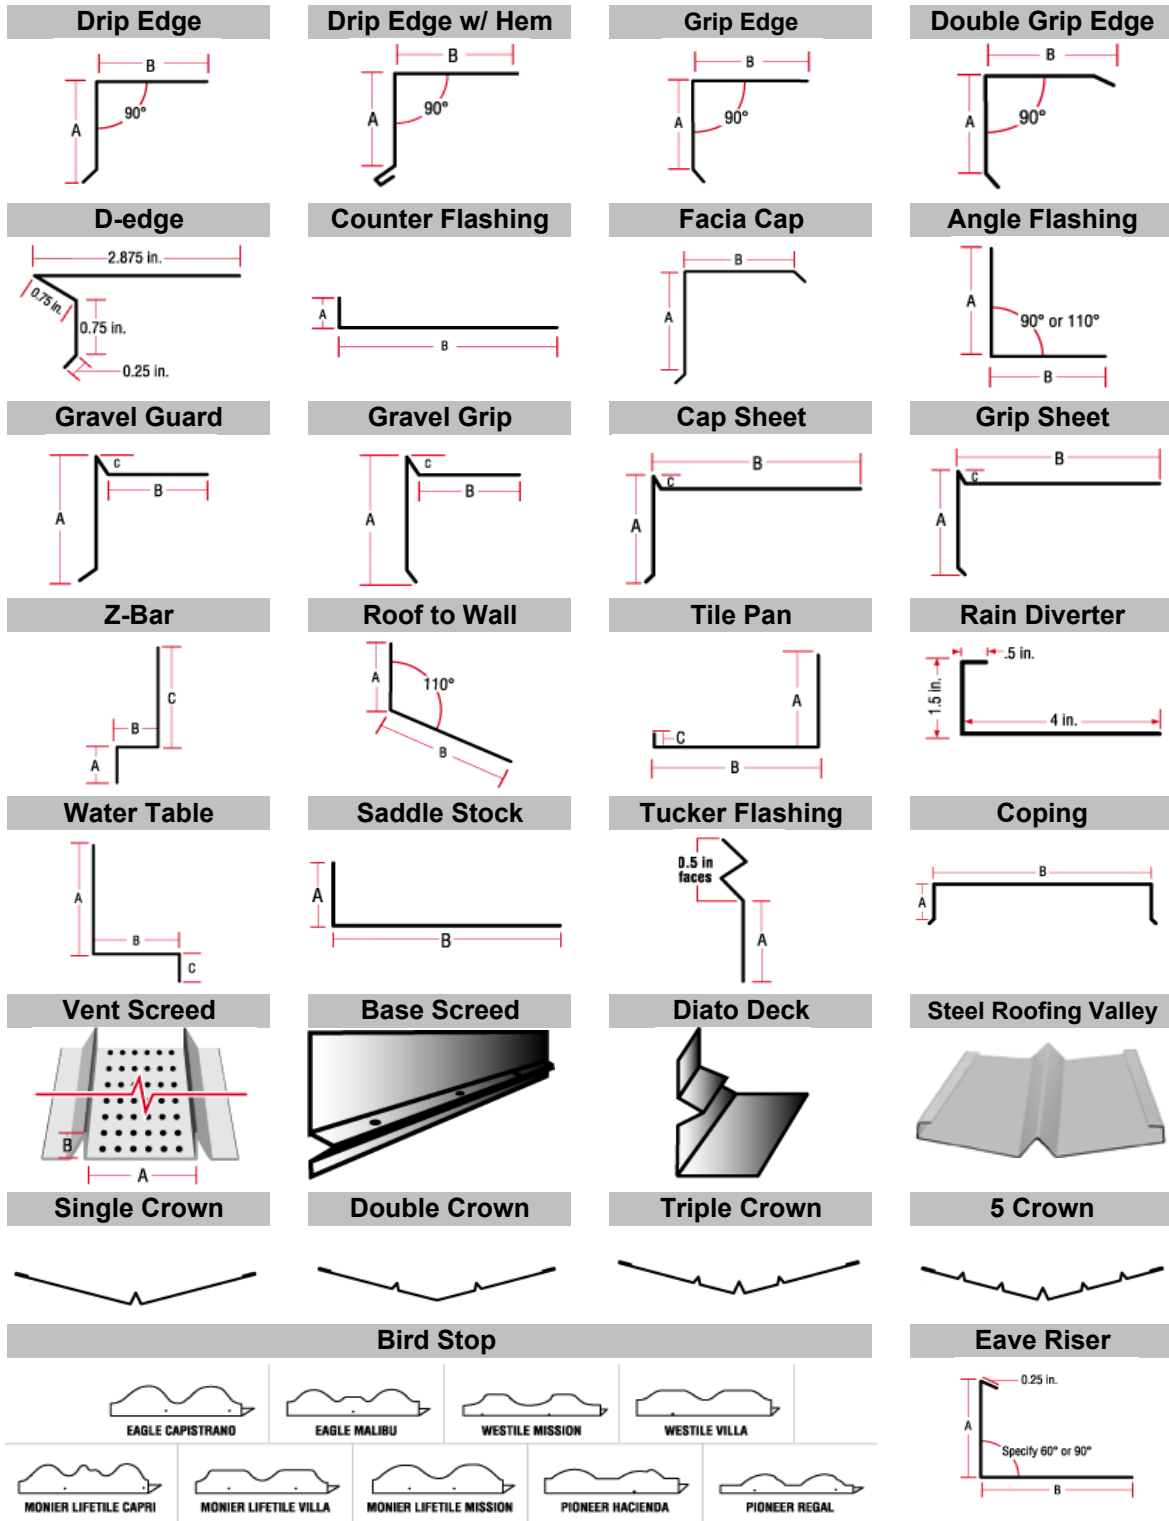 Drip Edge
Drip Edge w/ Hem
Grip Edge
Double Grip Edge
B
A
90°
B
A
90°
B
A
90°
B
A
90°
D-edge
Counter Flashing
Facia Cap
Angle Flashing
2.875 in.
0.75 in.
0.75 in.
0.25 in.
A
B
B
A
A
90° or 110°
B
Gravel Guard
Gravel Grip
Cap Sheet
Grip Sheet
C
B
A
C
B
A
B
C
A
B
C
A
Z-Bar
Roof to Wall
Tile Pan
Rain Diverter
C
B
A
A
110°
B
A
C
B
.5 in.
1.5 in.
4 in.
Water Table
Saddle Stock
Tucker Flashing
Coping
A
B
C
A
B
0.5 in
faces
A
B
A
Vent Screed
Base Screed
Diato Deck
Steel Roofing Valley
B
A
Single Crown
Double Crown
Triple Crown
5 Crown
Bird Stop
Eave Riser
EAGLE CAPISTRANO
EAGLE MALIBU
WESTILE MISSION
WESTILE VILLA
MONIER LIFETILE CAPRI
MONIER LIFETILE VILLA
MONIER LIFETILE MISSION
PIONEER HACIENDA
PIONEER REGAL
0.25 in.
A
Specify 60° or 90°
B